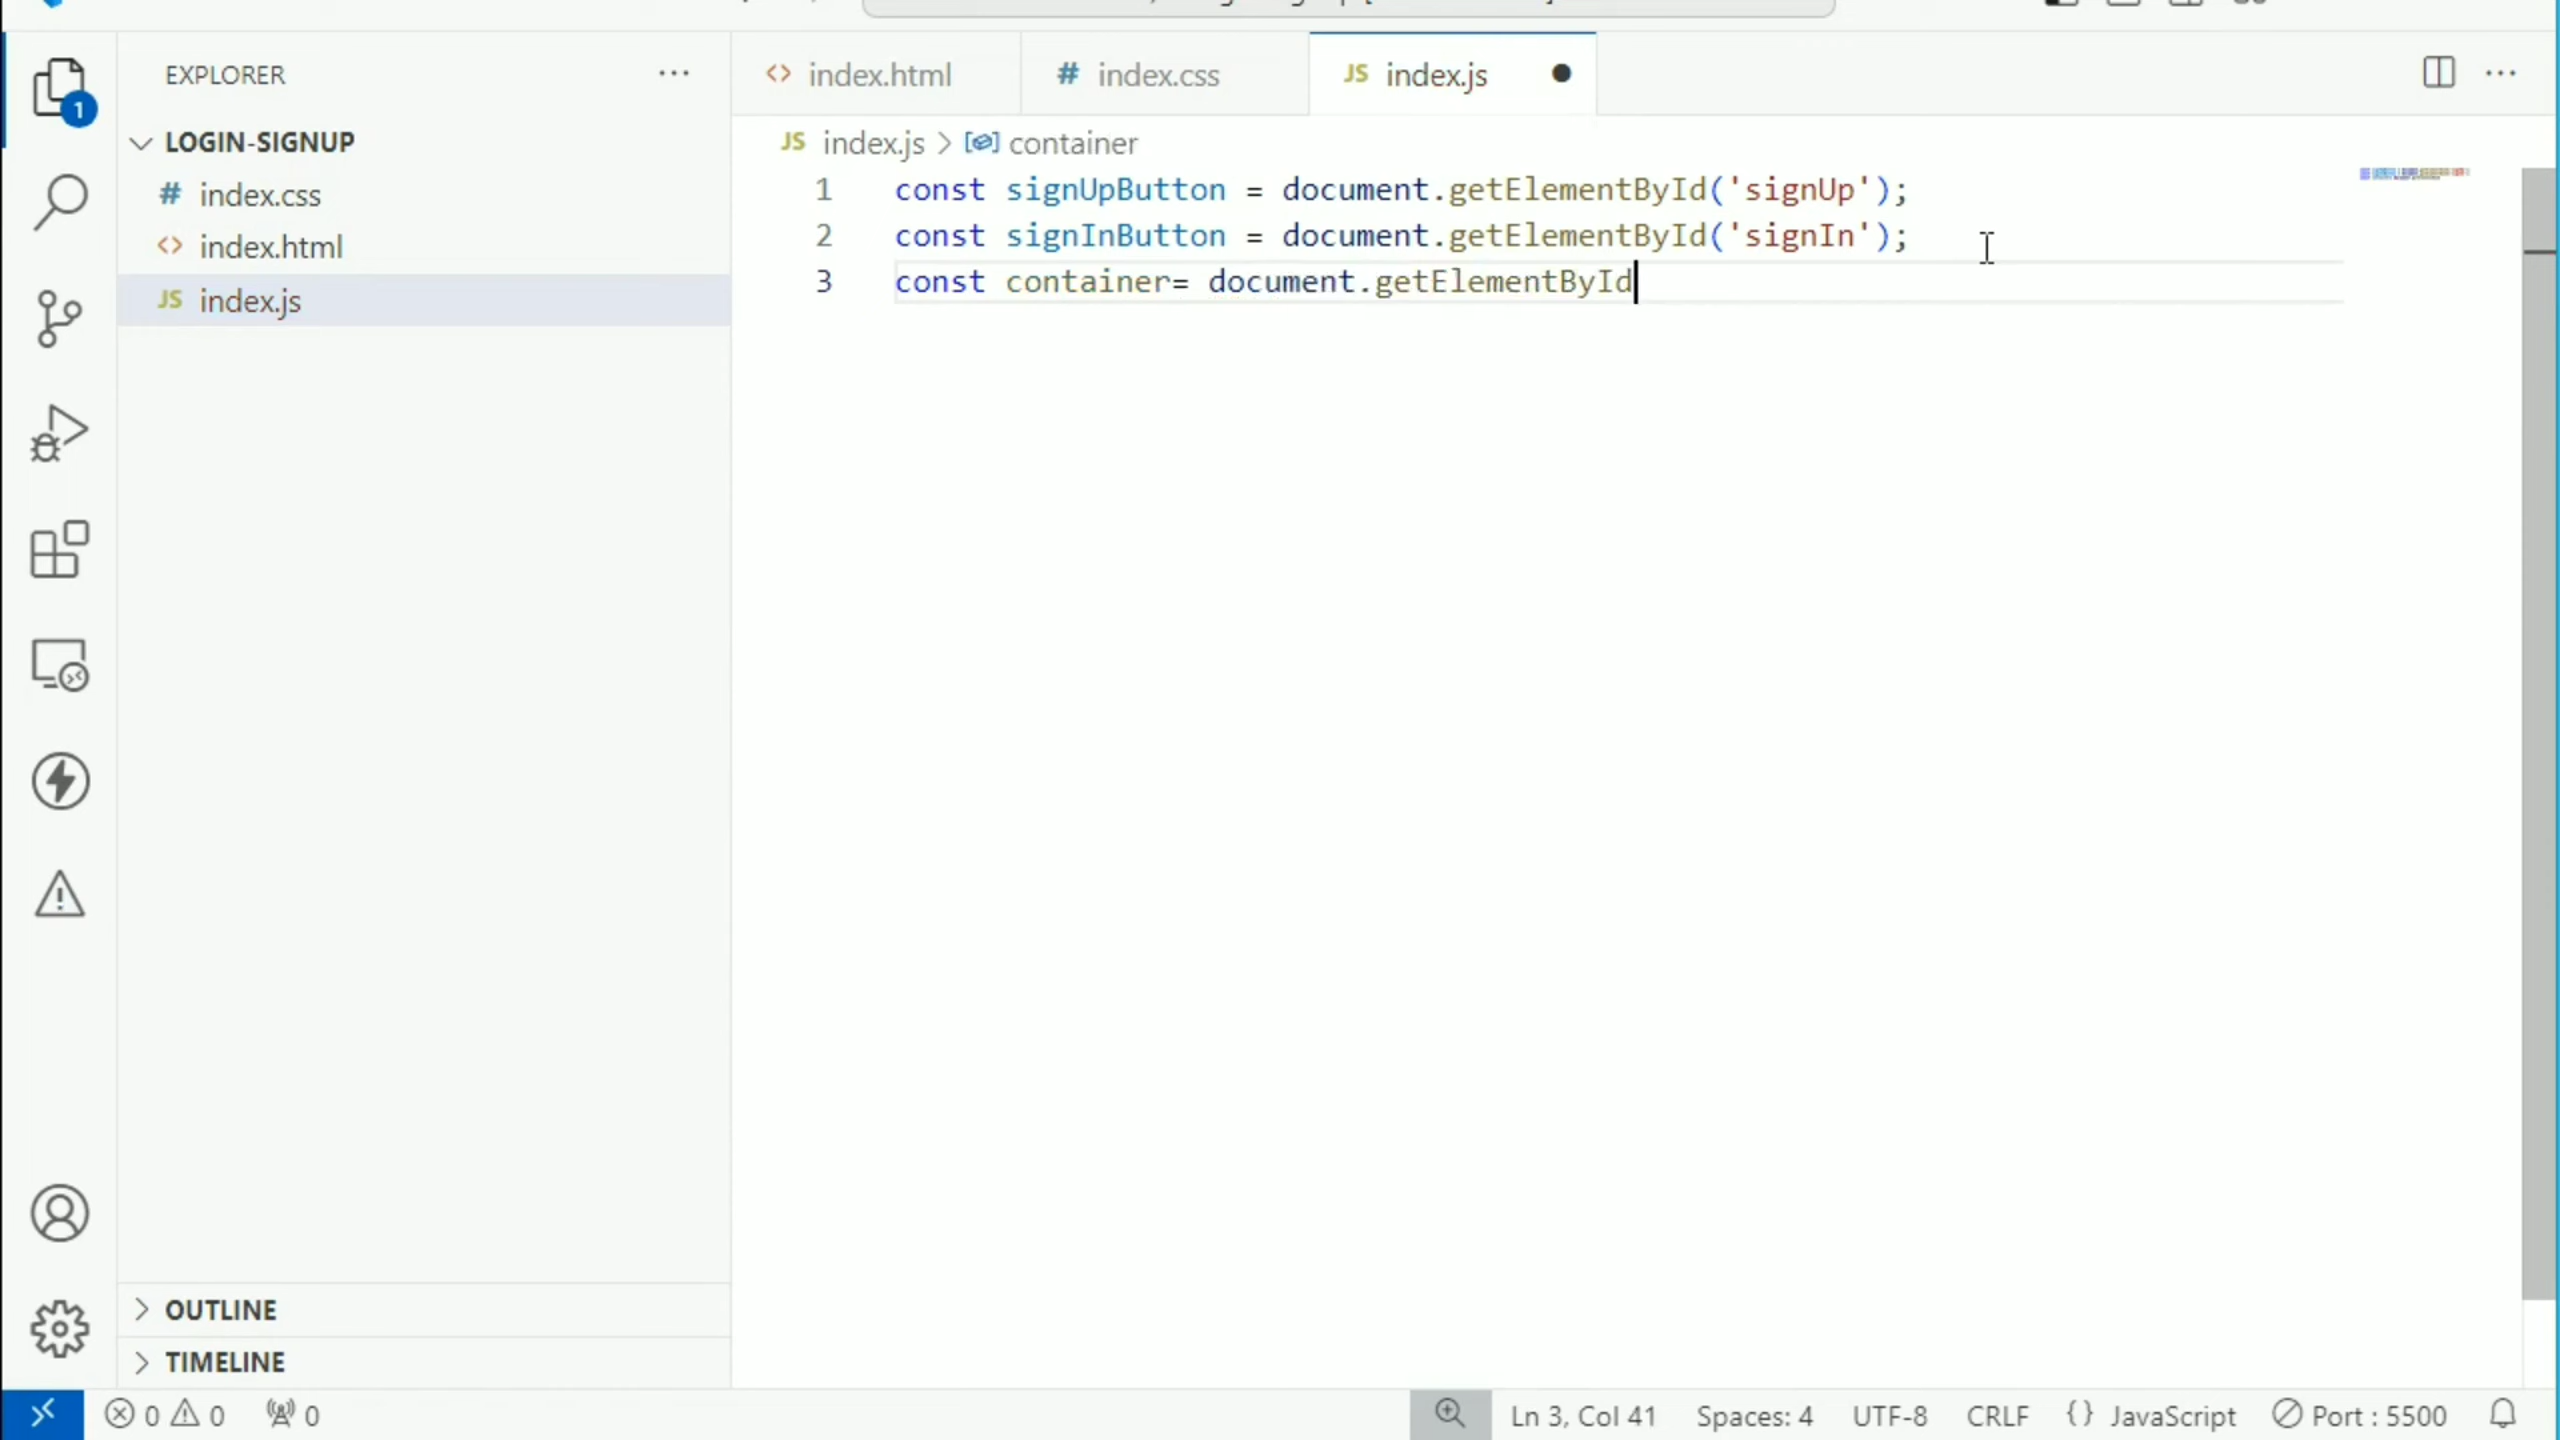 EXPLORER
1
LOGIN-SIGNUP
# index.css
<> index.html
JS index.js
OUTLINE
TIMELINE
<> index.html
# index.css
JS index.js
JS index.js > container
1 const signUpButton = document.getElementById('signUp');
2 const signInButton = document.getElementById('signIn');
3 const container= document.getElementById
0 0 0
Ln 3, Col 41 Spaces: 4 UTF-8 CRLF {} JavaScript Port : 5500